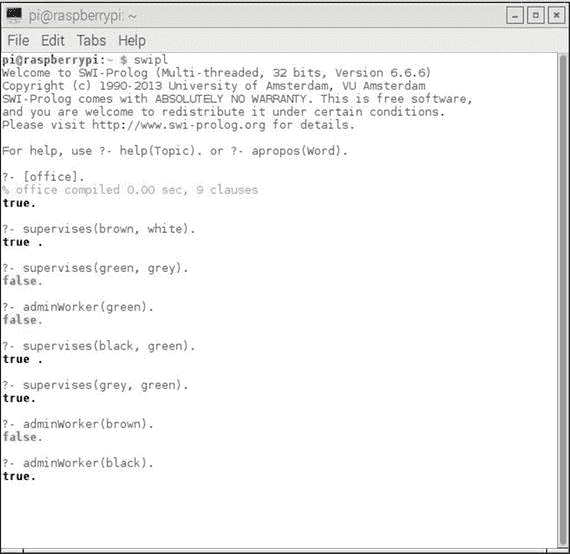 pi@raspberrypi: ~
File Edit Tabs Help
pi@raspberrypi:~ $ swipl
Welcome to SWI-Prolog (Multi-threaded, 32 bits, Version 6.6.6)
Copyright (c) 1990-2013 University of Amsterdam, VU Amsterdam
SWI-Prolog comes with ABSOLUTELY NO WARRANTY. This is free software,
and you are welcome to redistribute it under certain conditions.
Please visit http://www.swi-prolog.org for details.
For help, use ?- help(Topic). or ?- apropos(Word).
?- [office].
% office compiled 0.00 sec, 9 clauses
true.
?- supervises(brown, white).
true .
?- supervises(green, grey).
false.
?- adminWorker(green).
false.
?- supervises(black, green).
true .
?- supervises(grey, green).
true.
?- adminWorker(brown).
false.
?- adminWorker(black).
true.